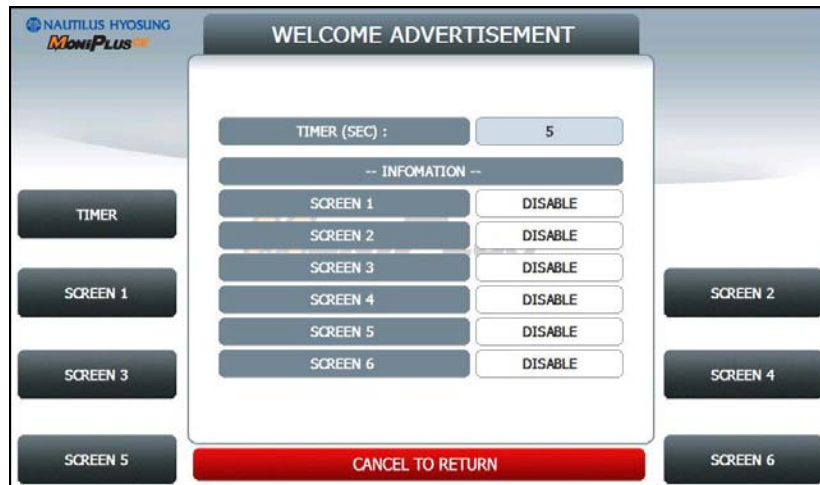 NAUTILUS HYOSUNG
MONIPLUS
WELCOME ADVERTISEMENT
TIMER (SEC) : 5
-- INFOMATION --
SCREEN 1 DISABLE
SCREEN 2 DISABLE
SCREEN 3 DISABLE
SCREEN 4 DISABLE
SCREEN 5 DISABLE
SCREEN 6 DISABLE
TIMER
SCREEN 1
SCREEN 2
SCREEN 3
SCREEN 4
SCREEN 5
CANCEL TO RETURN
SCREEN 6